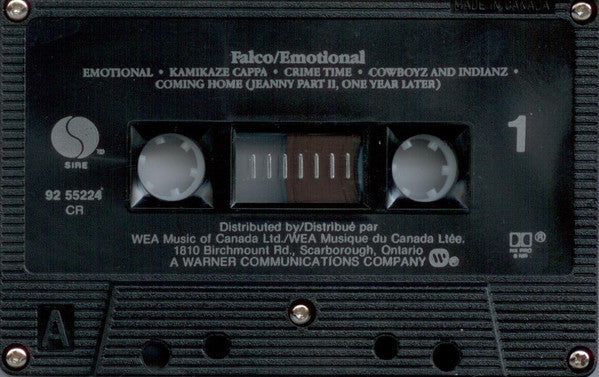 MADE IN CANADA
Falco/Emotional
EMOTIONAL • KAMIKAZE CAPPA • CRIME TIME • COWBOYZ AND INDIANZ •
COMING HOME (JEANNY PART II, ONE YEAR LATER)
1
S
SIRE
92 55224
CR
Distributed by/Distribué par
WEA Music of Canada Ltd./WEA Musique du Canada Ltée.
1810 Birchmount Rd., Scarborough, Ontario
A WARNER COMMUNICATIONS COMPANY
A